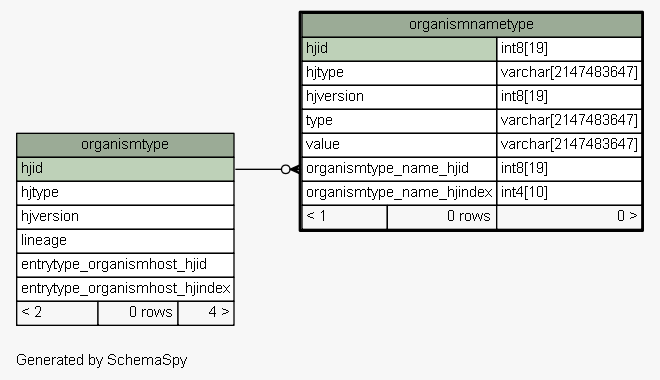 organismnametype
hjid int8[19]
hjtype varchar[2147483647]
hjversion int8[19]
type varchar[2147483647]
value varchar[2147483647]
organismtype_name_hjid int8[19]
organismtype_name_hjindex int4[10]
< 1 0 rows 0 >
organismtype
hjid
hjtype
hjversion
lineage
entrytype_organismhost_hjid
entrytype_organismhost_hjindex
< 2 0 rows 4 >
Generated by SchemaSpy